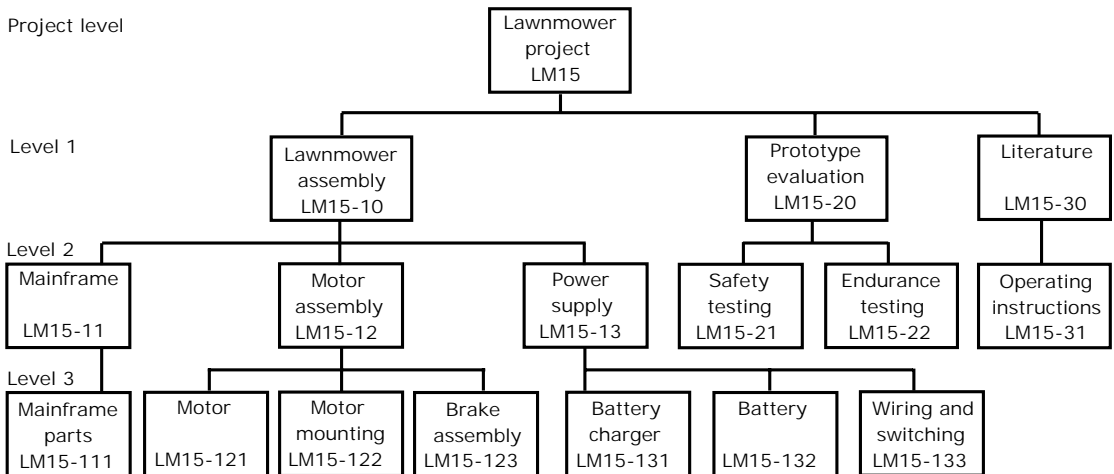 Project level
Lawnmower
project
LM15
Level 1
Lawnmower
assembly
LM15-10
Prototype
evaluation
LM15-20
Literature
LM15-30
Level 2
Mainframe
LM15-11
Motor
assembly
LM15-12
Power
supply
LM15-13
Safety
testing
LM15-21
Endurance
testing
LM15-22
Operating
instructions
LM15-31
Level 3
Mainframe
parts
LM15-111
Motor
LM15-121
Motor
mounting
LM15-122
Brake
assembly
LM15-123
Battery
charger
LM15-131
Battery
LM15-132
Wiring and
switching
LM15-133